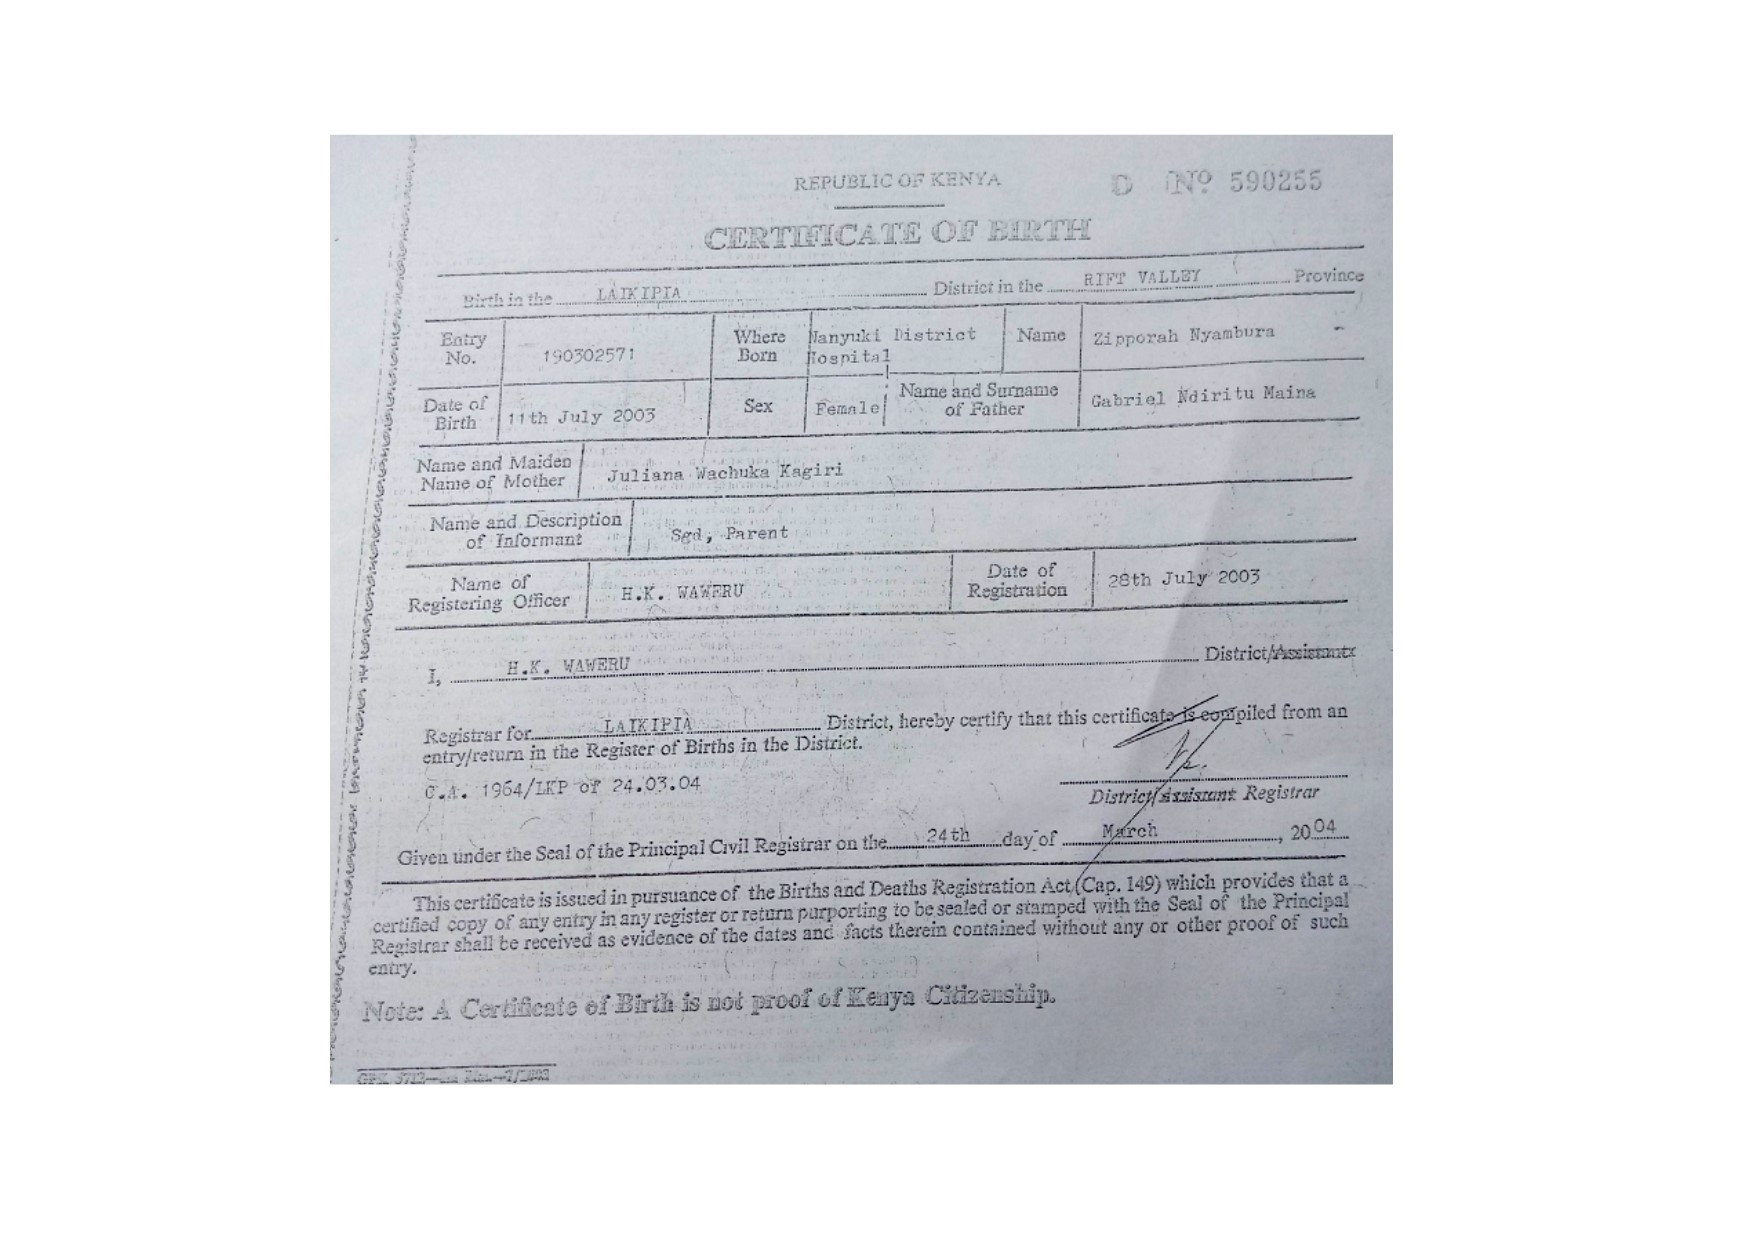 REPUBLIC OF KENYA
D No 590255
CERTIFICATE OF BIRTH
Birth in the LAIKIPIA District in the RIFT VALLEY Province
Entry No. 190302571
Where Born Nanyuki District Hospital
Name Zipporah Nyambura
Date of Birth 11th July 2003
Sex Female
Name and Surname of Father Gabriel Ndiritu Maina
Name and Maiden Name of Mother Juliana Wachuka Kagiri
Name and Description of Informant Sgd, Parent
Name of Registering Officer H.K. WAWERU
Date of Registration 28th July 2003
I, H.K. WAWERU District/Assistant
Registrar for LAIKIPIA District, hereby certify that this certificate is compiled from an
entry/return in the Register of Births in the District.
C.A. 1964/LKP of 24.03.04
District/Assistant Registrar
Given under the Seal of the Principal Civil Registrar on the 24th day of March, 2004
This certificate is issued in pursuance of the Births and Deaths Registration Act (Cap. 149) which provides that a
certified copy of any entry in any register or return purporting to be sealed or stamped with the Seal of the Principal
Registrar shall be received as evidence of the dates and facts therein contained without any or other proof of such
entry.
Note: A Certificate of Birth is not proof of Kenya Citizenship.